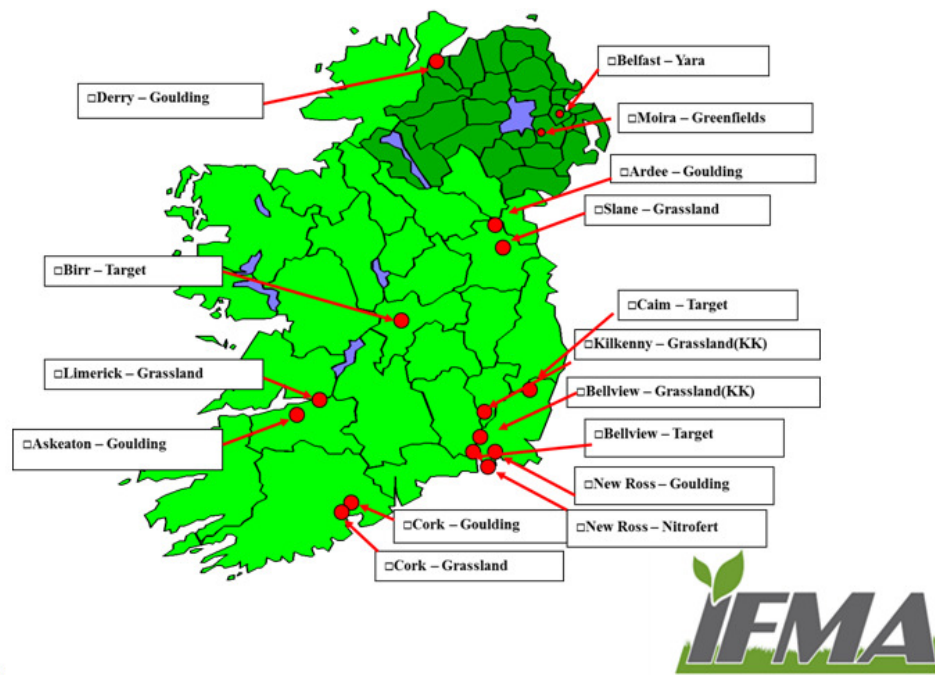 □Belfast – Yara
□Derry – Goulding
□Moira – Greenfields
□Ardee – Goulding
□Slane – Grassland
□Birr – Target
□Caim – Target
□Kilkenny – Grassland(KK)
□Limerick – Grassland
□Bellview – Grassland(KK)
□Askeaton – Goulding
□Bellview – Target
□New Ross – Goulding
□Cork – Goulding
□New Ross – Nitrofert
□Cork – Grassland
IFMA